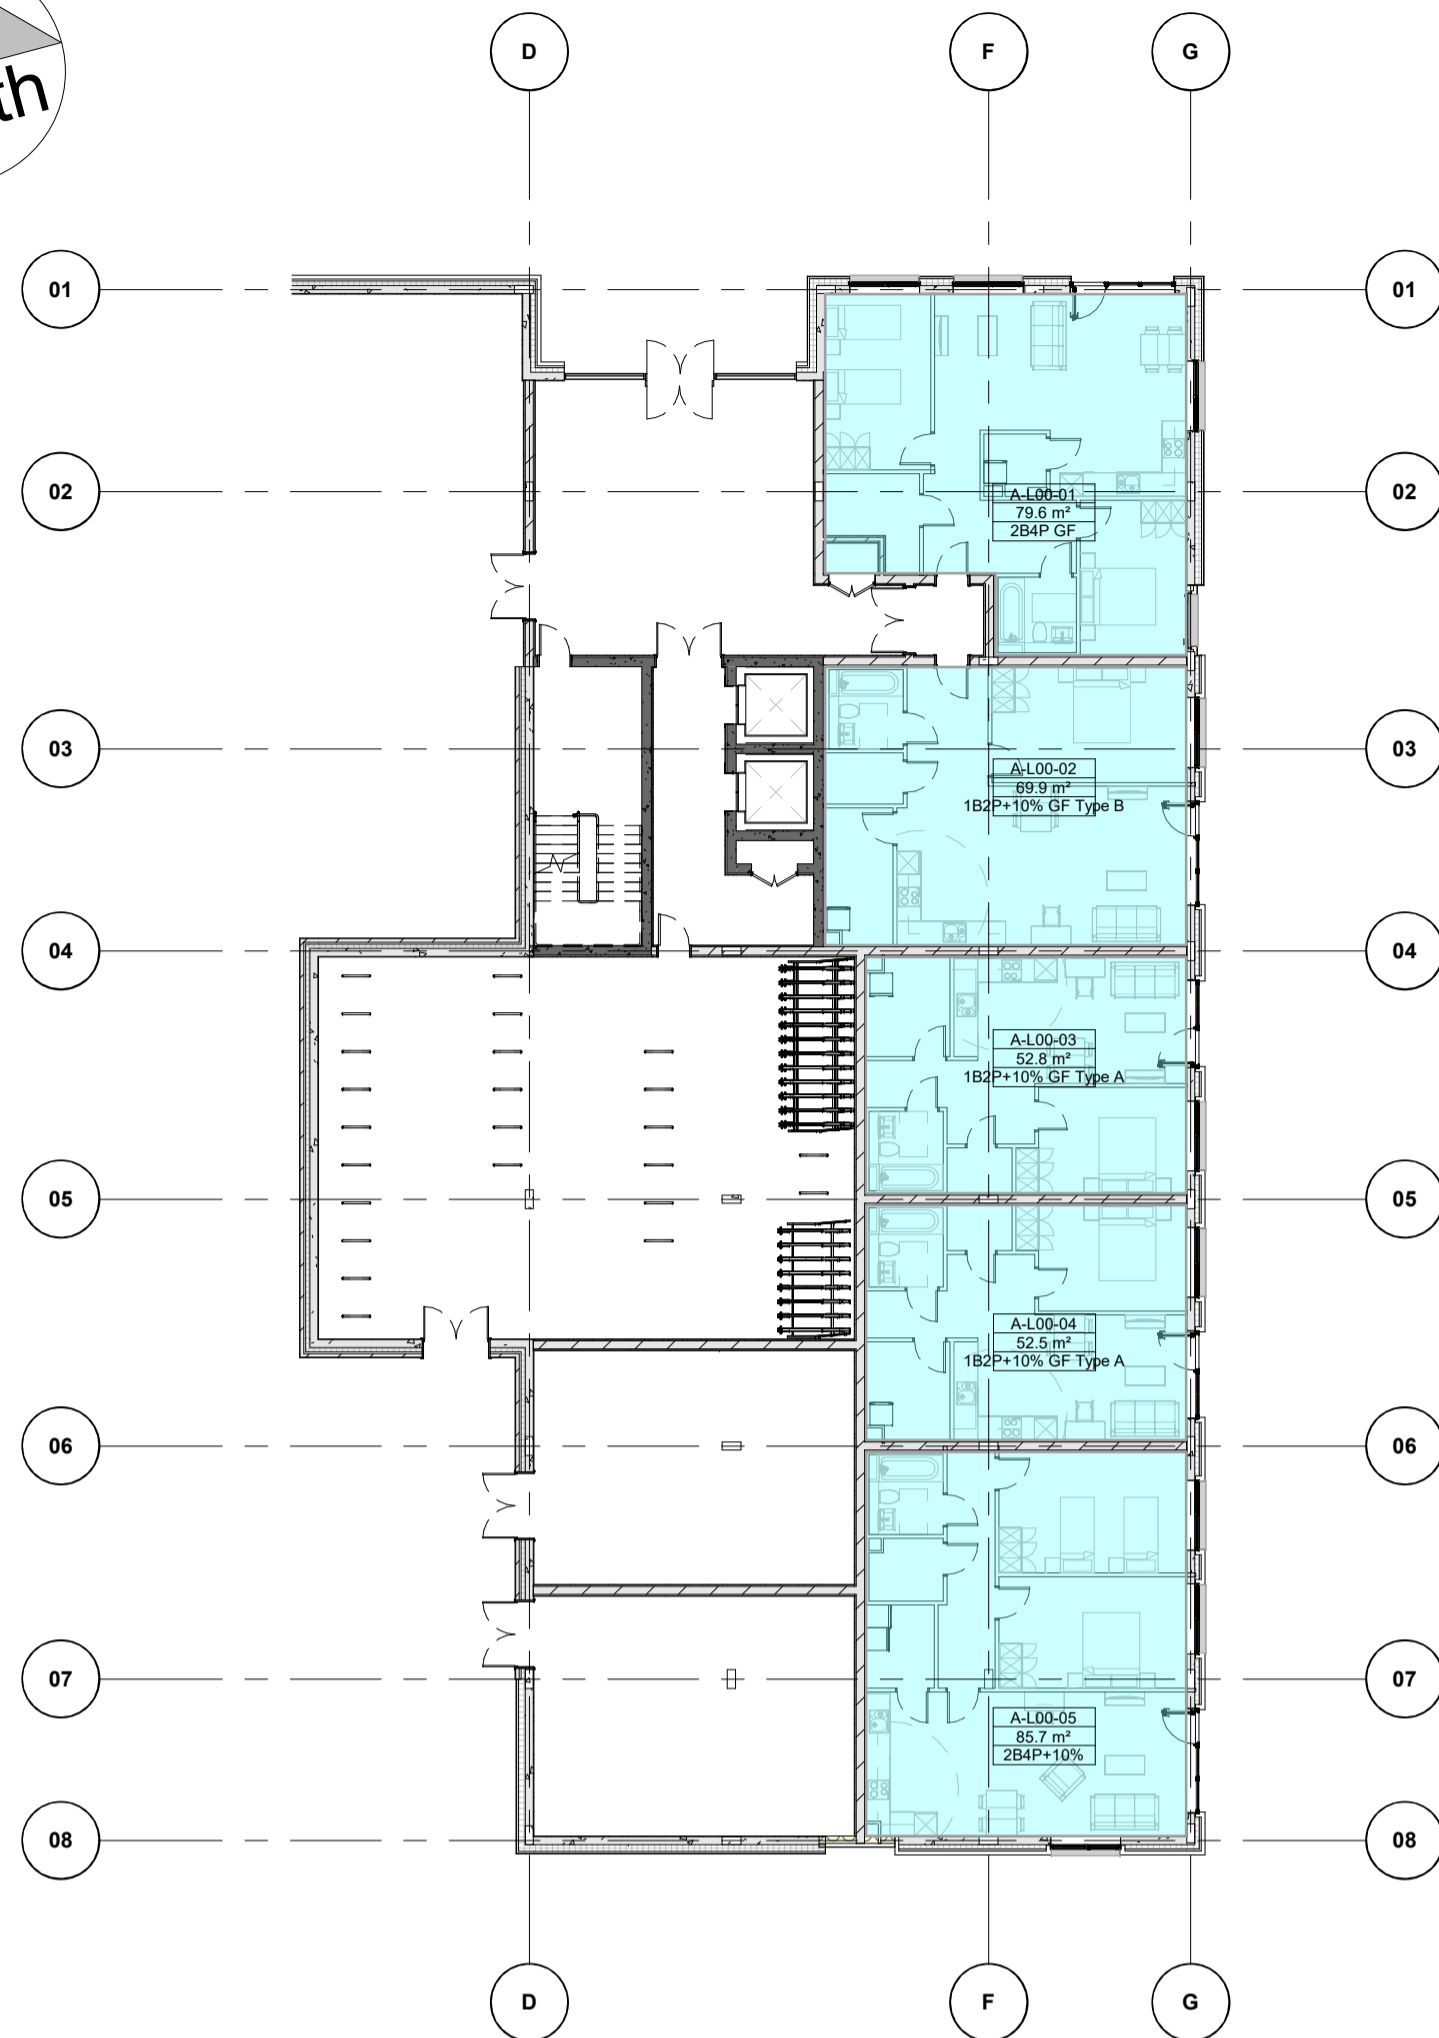 th
D F G
01 01
02 02
A-L00-01
79.6 m²
2B4P GF
03 03
A-L00-02
69.9 m²
1B2P+10% GF Type B
04 04
A-L00-03
52.8 m²
1B2P+10% GF Type A
05 05
A-L00-04
52.5 m²
1B2P+10% GF Type A
06 06
07 07
A-L00-05
85.7 m²
2B4P+10%
08 08
D F G